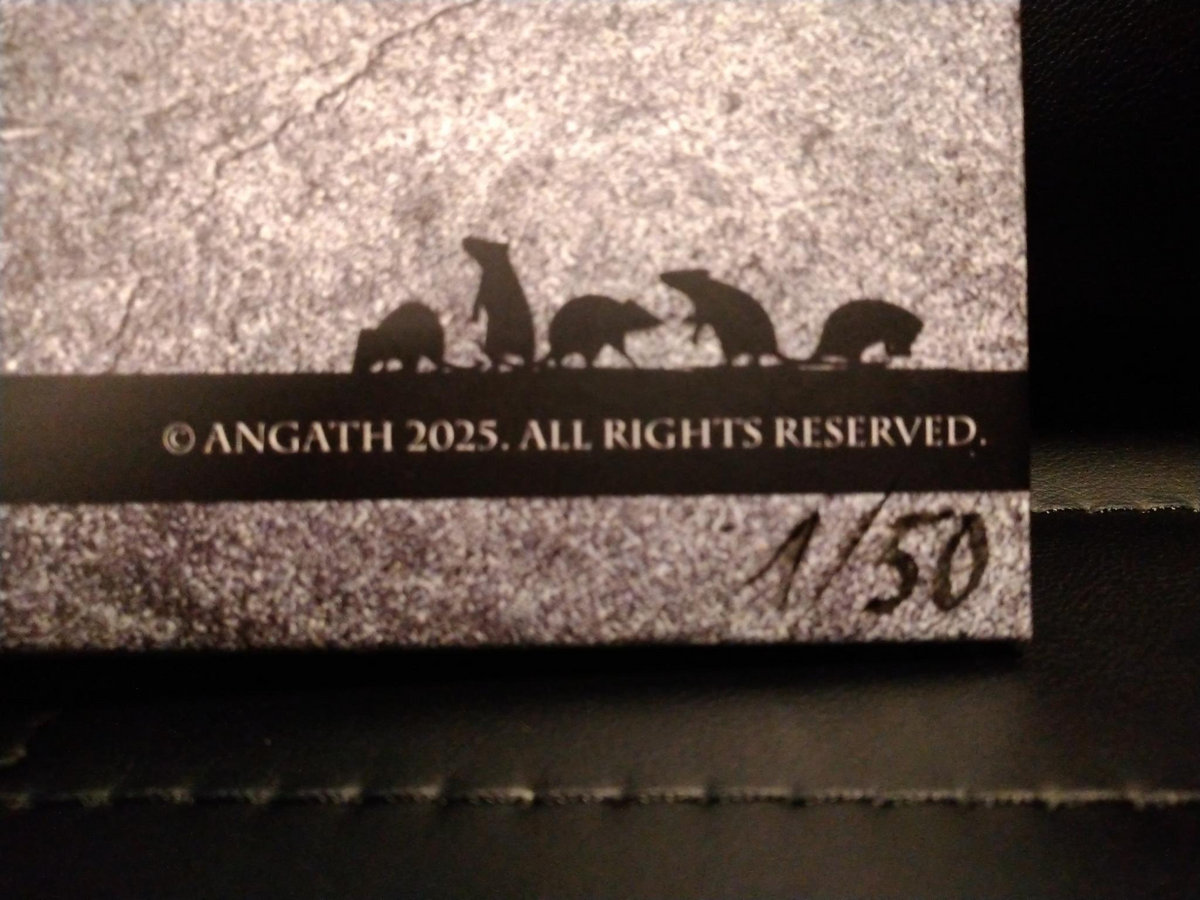 © ANGATH 2025. ALL RIGHTS RESERVED.
1/50